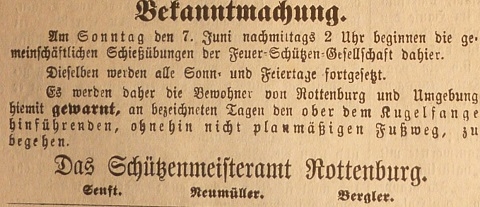 Bekanntmachung.
Am Sonntag den 7. Juni nachmittags 2 Uhr beginnen die ge-
meinschäftlichen Schießübungen der Feuer-Schützen-Gesellschaft dahier.
Dieselben werden alle Sonn- und Feiertage fortgesetzt.
Es werden daher die Bewohner von Rottenburg und Umgebung
hiemit gewarnt, an bezeichneten Tagen den ober dem Kugelfange
hinführenden, ohnehin nicht planmäßigen Fußweg, zu
begehen.
Das Schützenmeisteramt Rottenburg.
Senft. Neumüller. Bergler.